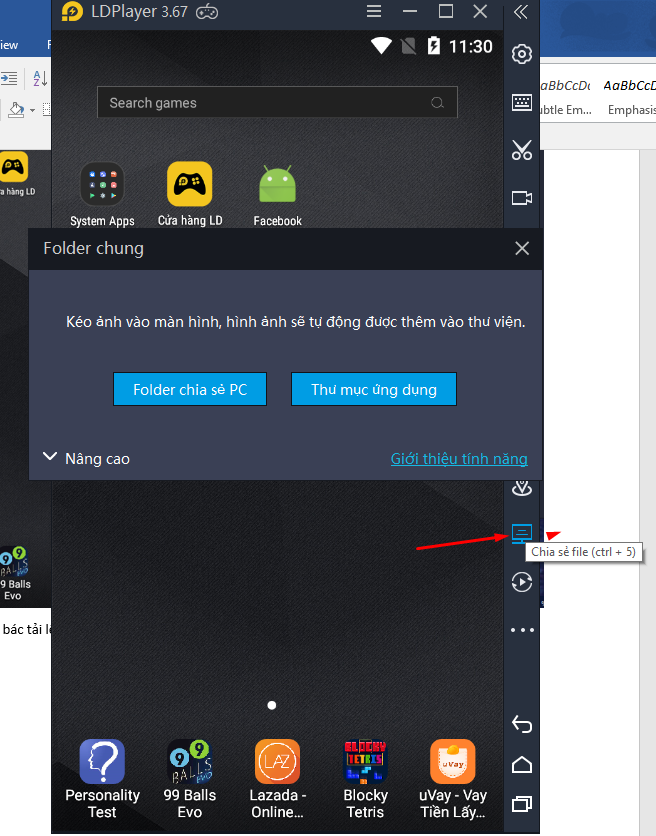 LDPlayer 3.67
iew
11:30
Search games
aBbCcDc
AaBbCcDc
btle Em...
Emphasis
a hàng LD
System Apps
Cửa hàng LD
Facebook
Folder chung
Kéo ảnh vào màn hình, hình ảnh sẽ tự động được thêm vào thư viện.
Folder chia sẻ PC
Thư mục ứng dụng
Nâng cao
Giới thiệu tính năng
Chia sẻ file (ctrl + 5)
99 Balls
Evo
bác tải lê
Personality
Test
99 Balls
Evo
Lazada -
Online...
Blocky
Tetris
uVay - Vay
Tiền Lấy...